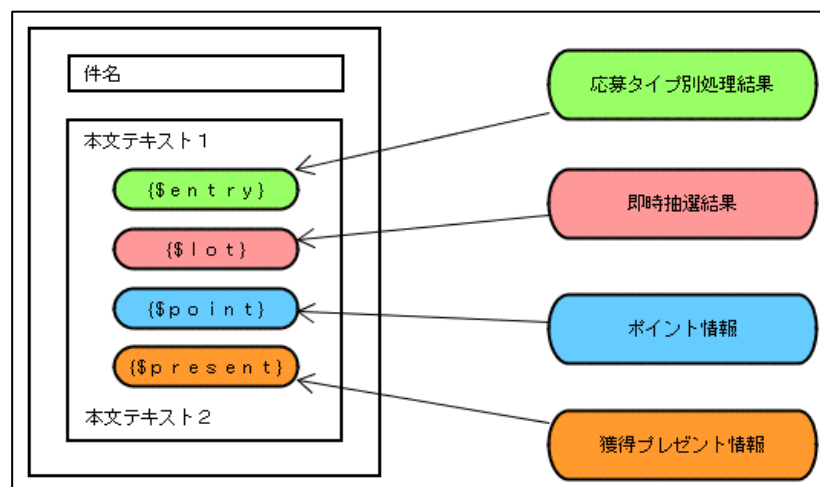 件名
本文テキスト１
{$ｅｎｔｒｙ}
{$ｌｏｔ}
{$ｐｏｉｎｔ}
{$ｐｒｅｓｅｎｔ}
本文テキスト２
応募タイプ別処理結果
即時抽選結果
ポイント情報
獲得プレゼント情報